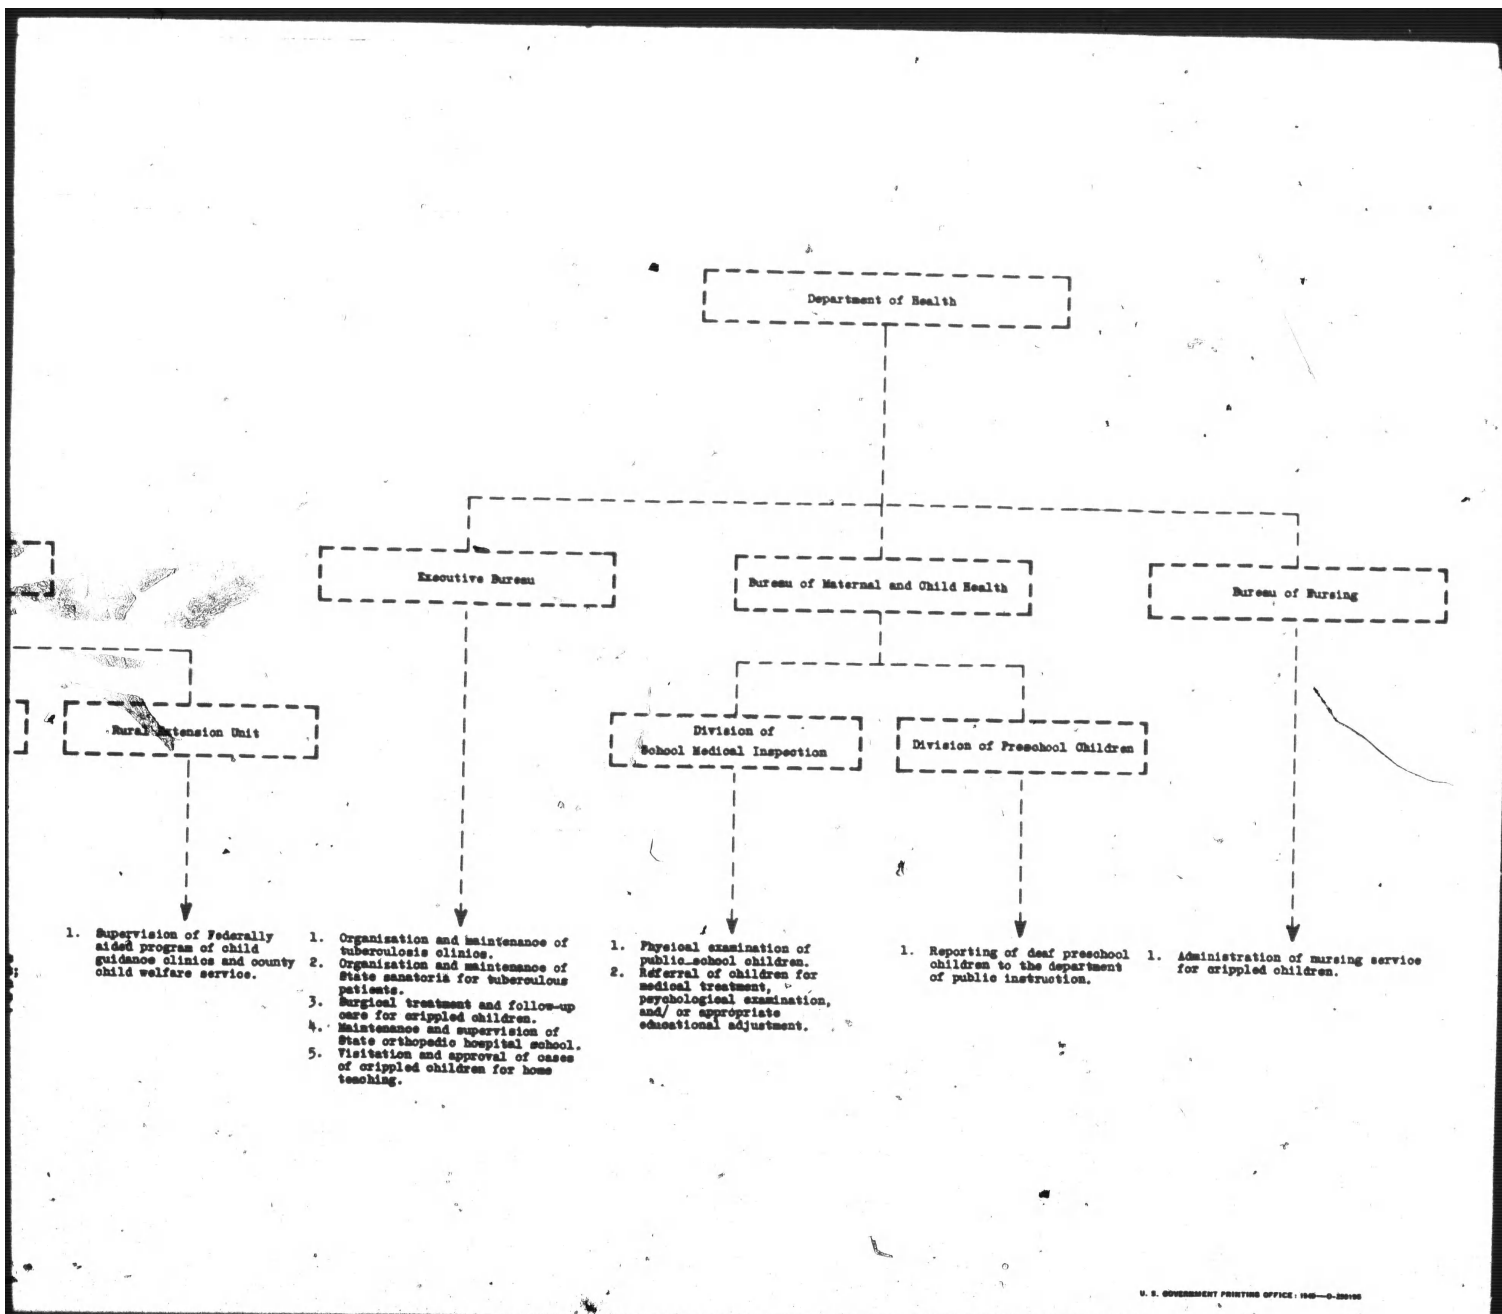 Department of Health
Executive Bureau
Bureau of Maternal and Child Health
Bureau of Nursing
Rural Extension Unit
Division of
School Medical Inspection
Division of Preschool Children
1. Supervision of Federally
aided program of child
guidance clinics and county
child welfare service.
1. Organization and maintenance of
tuberculosis clinics.
2. Organization and maintenance of
State sanatoria for tuberculous
patients.
3. Surgical treatment and follow-up
care for crippled children.
4. Maintenance and supervision of
State orthopedic hospital school.
5. Visitation and approval of cases
of crippled children for home
teaching.
1. Physical examination of
public school children.
2. Referral of children for
medical treatment,
psychological examination,
and/ or appropriate
educational adjustment.
1. Reporting of deaf preschool
children to the department
of public instruction.
1. Administration of nursing service
for crippled children.
U. S. GOVERNMENT PRINTING OFFICE: